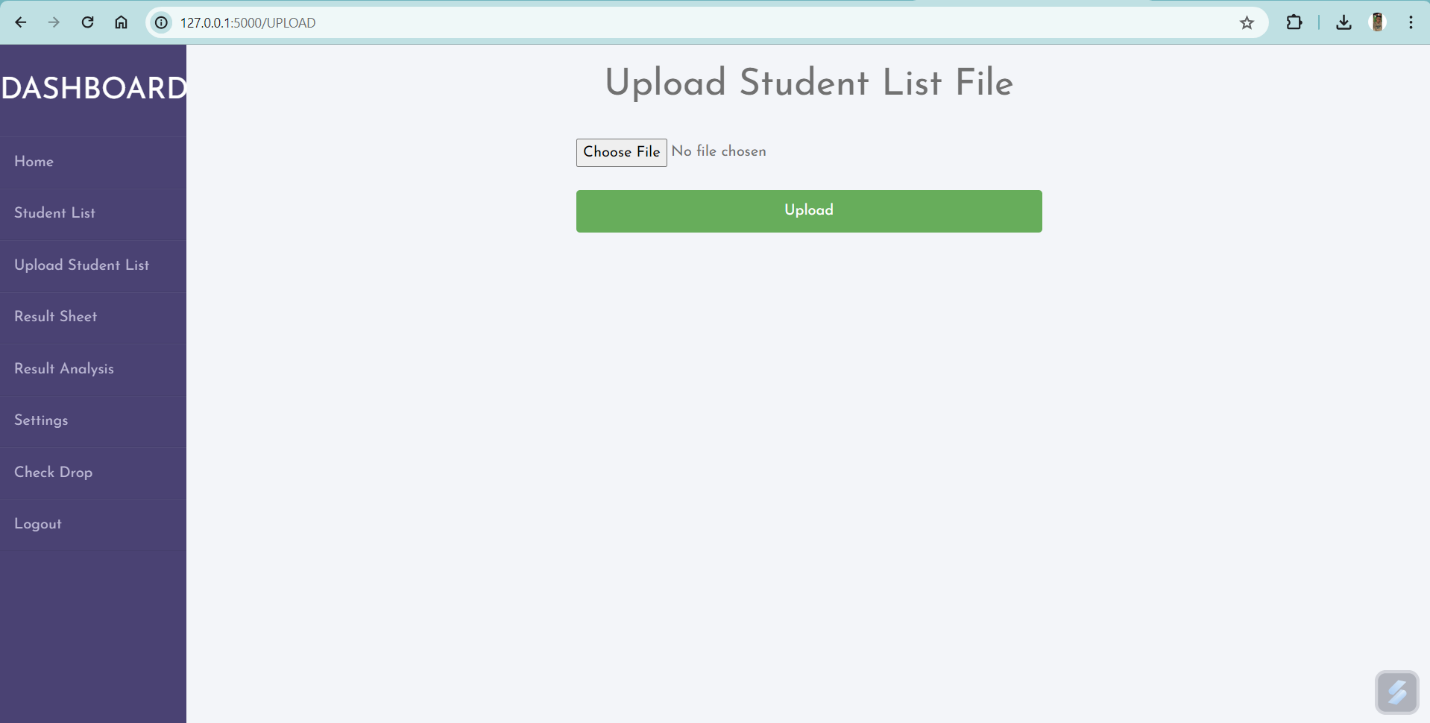 127.0.0.1:5000/UPLOAD
DASHBOARD
Home
Student List
Upload Student List
Result Sheet
Result Analysis
Settings
Check Drop
Logout
Upload Student List File
Choose File No file chosen
Upload